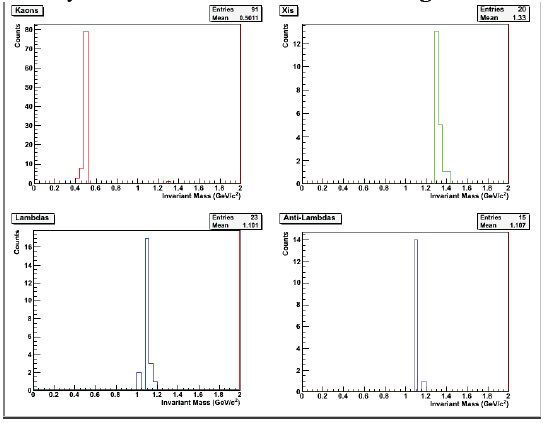 Kaons
Entries 91
Mean 0.5011
Counts
80
70
60
50
40
30
20
10
0
0 0.2 0.4 0.6 0.8 1 1.2 1.4 1.6 1.8 2
Invariant Mass (GeV/c²)
Xis
Entries 20
Mean 1.33
Counts
12
10
8
6
4
2
0
0 0.2 0.4 0.6 0.8 1 1.2 1.4 1.6 1.8 2
Invariant Mass (GeV/c²)
Lambdas
Entries 23
Mean 1.101
Counts
16
14
12
10
8
6
4
2
0
0 0.2 0.4 0.6 0.8 1 1.2 1.4 1.6 1.8 2
Invariant Mass (GeV/c²)
Anti-Lambdas
Entries 15
Mean 1.107
Counts
14
12
10
8
6
4
2
0
0 0.2 0.4 0.6 0.8 1 1.2 1.4 1.6 1.8 2
Invariant Mass (GeV/c²)